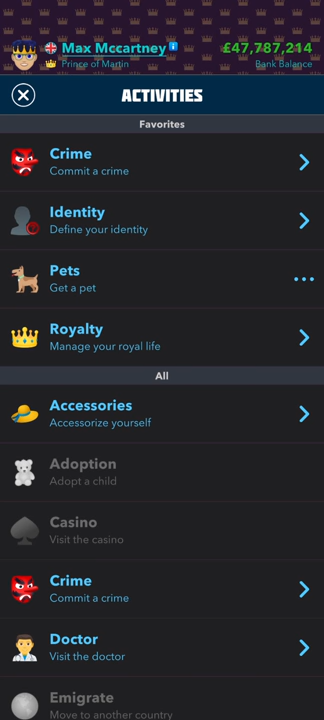 Max Mccartney i
£47,787,214
Prince of Martin
Bank Balance
ACTIVITIES
Favorites
Crime
Commit a crime
Identity
Define your identity
Pets
Get a pet
Royalty
Manage your royal life
All
Accessories
Accessorize yourself
Adoption
Adopt a child
Casino
Visit the casino
Crime
Commit a crime
Doctor
Visit the doctor
Emigrate
Move to another country